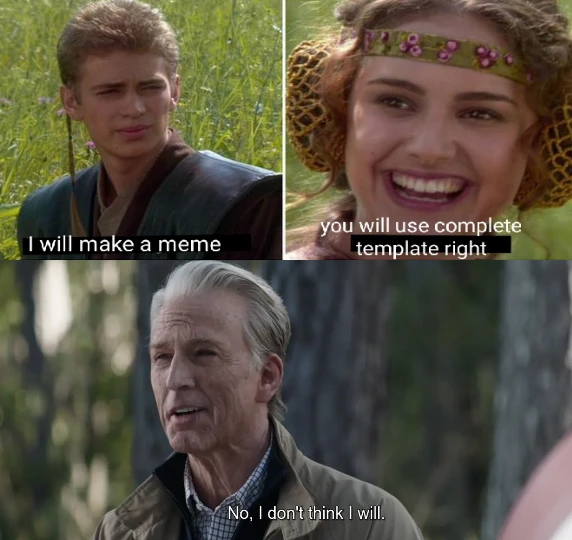 I will make a meme
you will use complete
template right
No, I don't think I will.